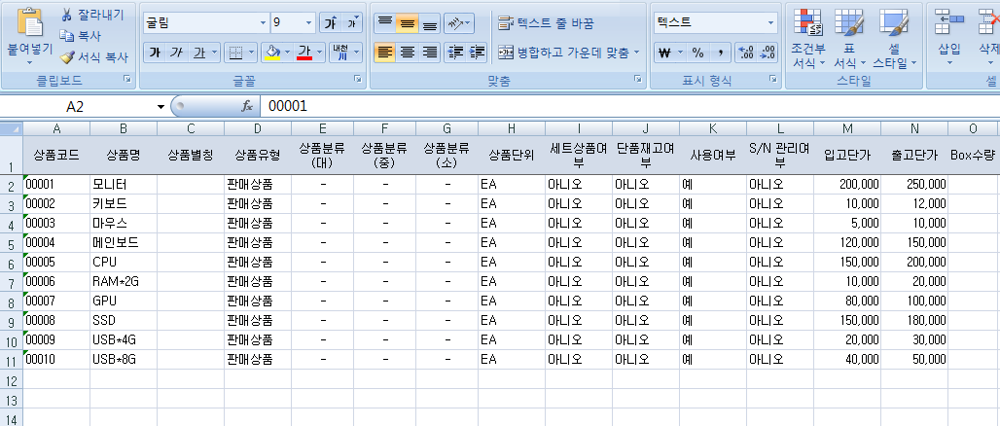 잘라내기
복사
서식 복사
붙여넣기
클립보드
굴림 9 가 가
가 가 가 가 내천
글꼴
텍스트 줄 바꿈
병합하고 가운데 맞춤
맞춤
텍스트
₩ % ,
표시 형식
조건부 서식
표 서식
셀 스타일
스타일
삽입
삭제
셀
A2 fx 00001
A B C D E F G H I J K L M N O
1 상품코드 상품명 상품별칭 상품유형 상품분류(대) 상품분류(중) 상품분류(소) 상품단위 세트상품여부 단품재고여부 사용여부 S/N 관리여부 입고단가 출고단가 Box수량
2 00001 모니터 판매상품 - - - EA 아니오 아니오 예 아니오 200,000 250,000
3 00002 키보드 판매상품 - - - EA 아니오 아니오 예 아니오 10,000 12,000
4 00003 마우스 판매상품 - - - EA 아니오 아니오 예 아니오 5,000 10,000
5 00004 메인보드 판매상품 - - - EA 아니오 아니오 예 아니오 120,000 150,000
6 00005 CPU 판매상품 - - - EA 아니오 아니오 예 아니오 150,000 200,000
7 00006 RAM*2G 판매상품 - - - EA 아니오 아니오 예 아니오 10,000 20,000
8 00007 GPU 판매상품 - - - EA 아니오 아니오 예 아니오 80,000 100,000
9 00008 SSD 판매상품 - - - EA 아니오 아니오 예 아니오 150,000 180,000
10 00009 USB*4G 판매상품 - - - EA 아니오 아니오 예 아니오 20,000 30,000
11 00010 USB*8G 판매상품 - - - EA 아니오 아니오 예 아니오 40,000 50,000
12
13
14